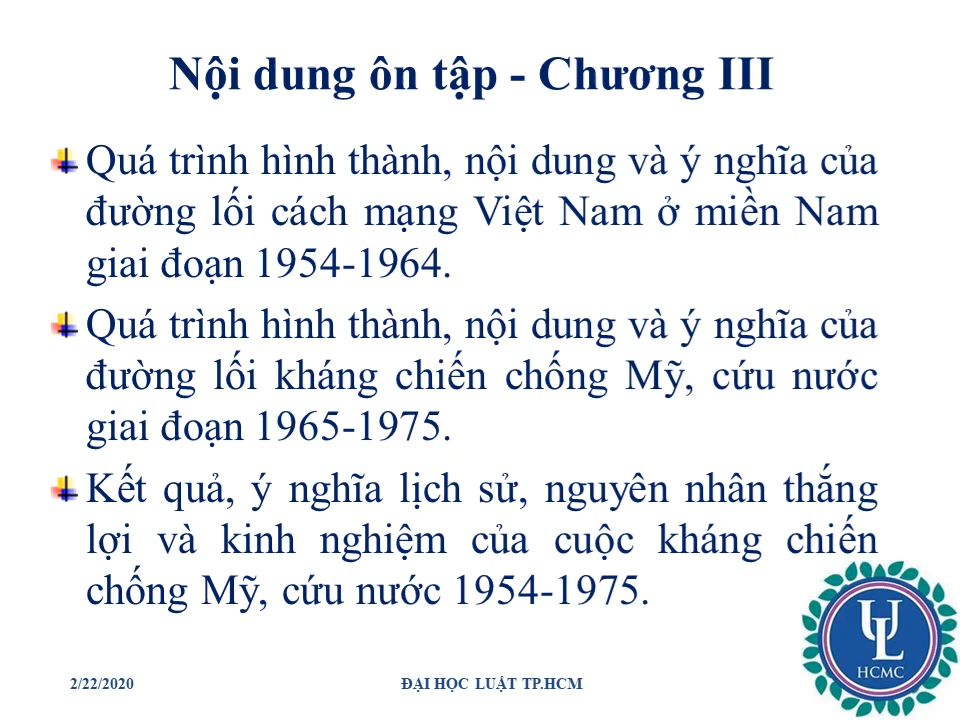 Nội dung ôn tập - Chương III
Quá trình hình thành, nội dung và ý nghĩa của
đường lối cách mạng Việt Nam ở miền Nam
giai đoạn 1954-1964.
Quá trình hình thành, nội dung và ý nghĩa của
đường lối kháng chiến chống Mỹ, cứu nước
giai đoạn 1965-1975.
Kết quả, ý nghĩa lịch sử, nguyên nhân thắng
lợi và kinh nghiệm của cuộc kháng chiến
chống Mỹ, cứu nước 1954-1975.
UL
HCMC
2/22/2020
ĐẠI HỌC LUẬT TP.HCM